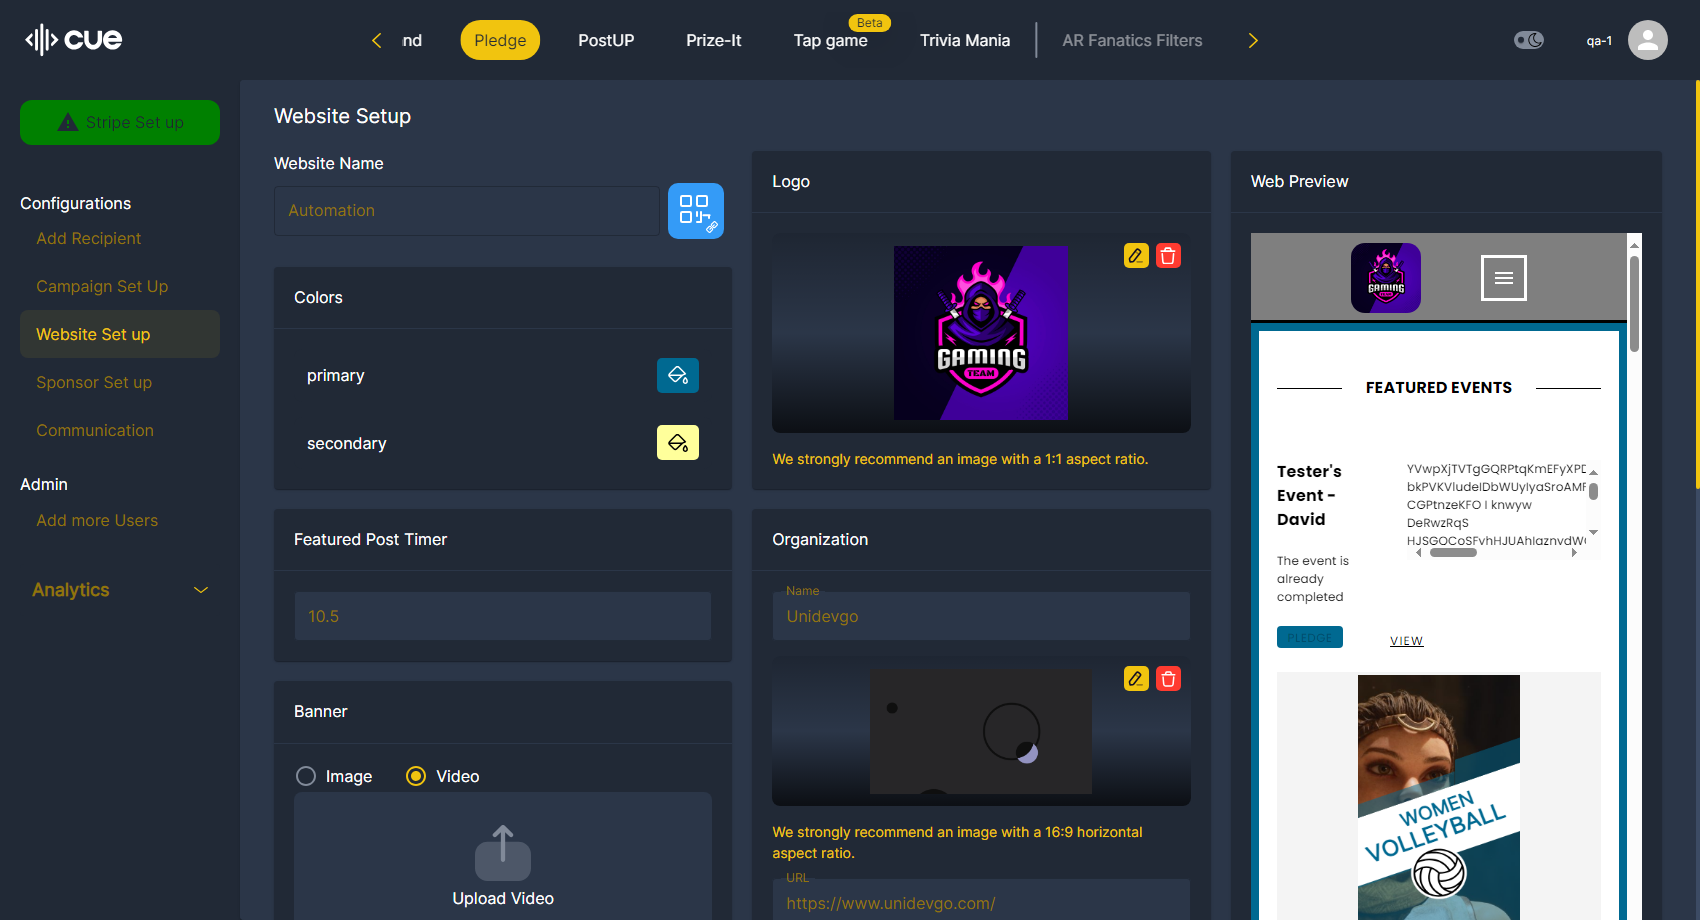 cue
nd
Pledge
PostUP
Prize-It
Beta
Tap game
Trivia Mania
AR Fanatics Filters
qa-1
Stripe Set up
Configurations
Add Recipient
Campaign Set Up
Website Set up
Sponsor Set up
Communication
Admin
Add more Users
Analytics
Website Setup
Website Name
Automation
Colors
primary
secondary
Featured Post Timer
10.5
Banner
Image
Video
Upload Video
Logo
GAMING
TEAM
We strongly recommend an image with a 1:1 aspect ratio.
Organization
Name
Unidevgo
We strongly recommend an image with a 16:9 horizontal
aspect ratio.
URL
https://www.unidevgo.com/
Web Preview
GAMING
FEATURED EVENTS
Tester's
Event -
David
The event is
already
completed
PLEDGE
VIEW
CGPtnzeKFO I knwyw
DeRwzRqS
WOMEN
VOLLEYBALL